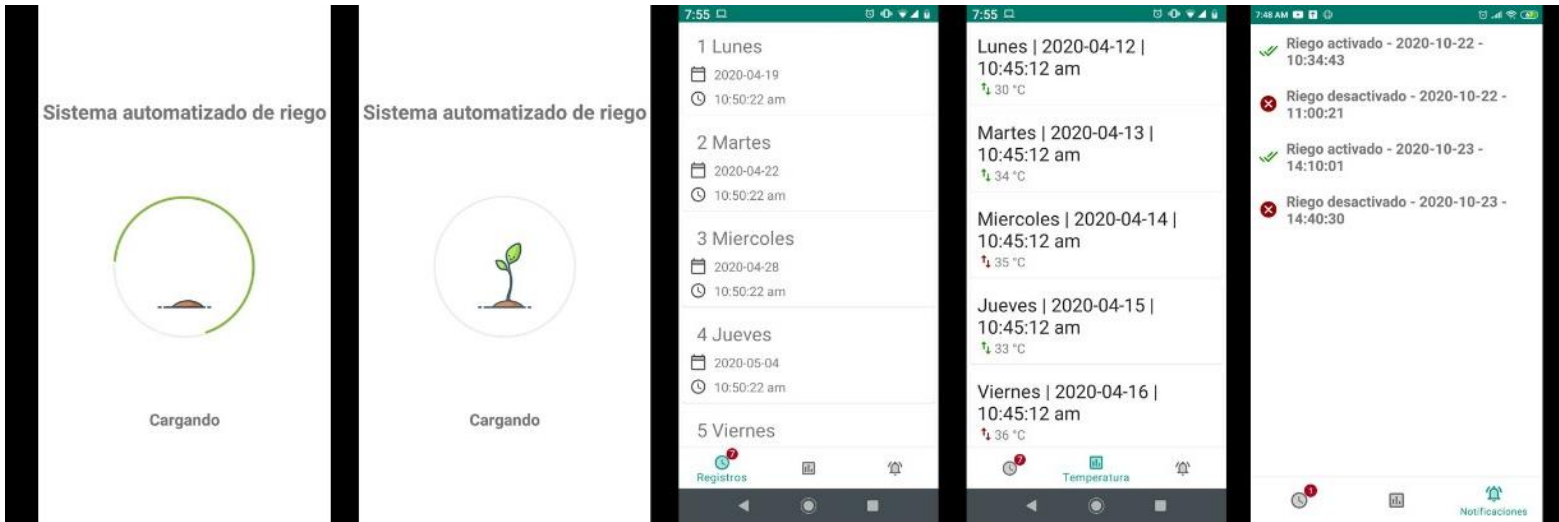 Sistema automatizado de riego
Cargando
Sistema automatizado de riego
Cargando
7:55
1 Lunes
2020-04-19
10:50:22 am
2 Martes
2020-04-22
10:50:22 am
3 Miercoles
2020-04-28
10:50:22 am
4 Jueves
2020-05-04
10:50:22 am
5 Viernes
7
Registros
7:55
Lunes | 2020-04-12 |
10:45:12 am
30 °C
Martes | 2020-04-13 |
10:45:12 am
34 °C
Miercoles | 2020-04-14 |
10:45:12 am
35 °C
Jueves | 2020-04-15 |
10:45:12 am
33 °C
Viernes | 2020-04-16 |
10:45:12 am
36 °C
7
Temperatura
7:48 AM
Riego activado - 2020-10-22 -
10:34:43
Riego desactivado - 2020-10-22 -
11:00:21
Riego activado - 2020-10-23 -
14:10:01
Riego desactivado - 2020-10-23 -
14:40:30
1
Notificaciones